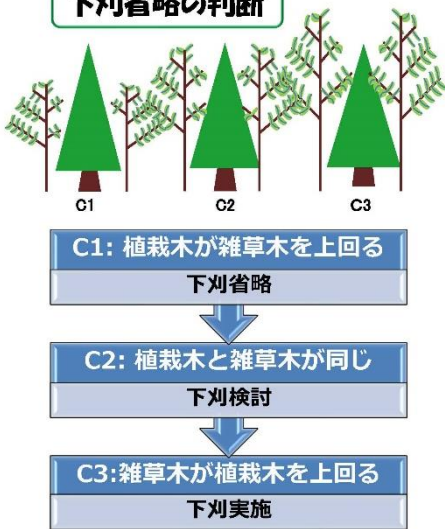 下刈省略の判断
C1 C2 C3
C1: 植栽木が雑草木を上回る
下刈省略
C2: 植栽木と雑草木が同じ
下刈検討
C3:雑草木が植栽木を上回る
下刈実施